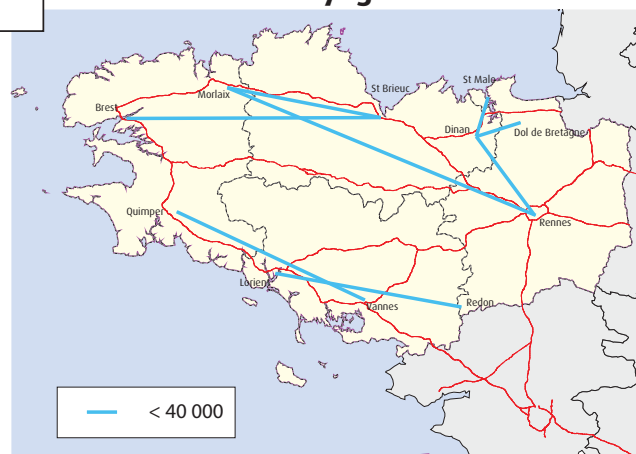 St Brieuc
St Malo
Morlaix
Brest
Dinan
Dol de Bretagne
Quimper
Rennes
Lorient
Vannes
Redon
< 40 000